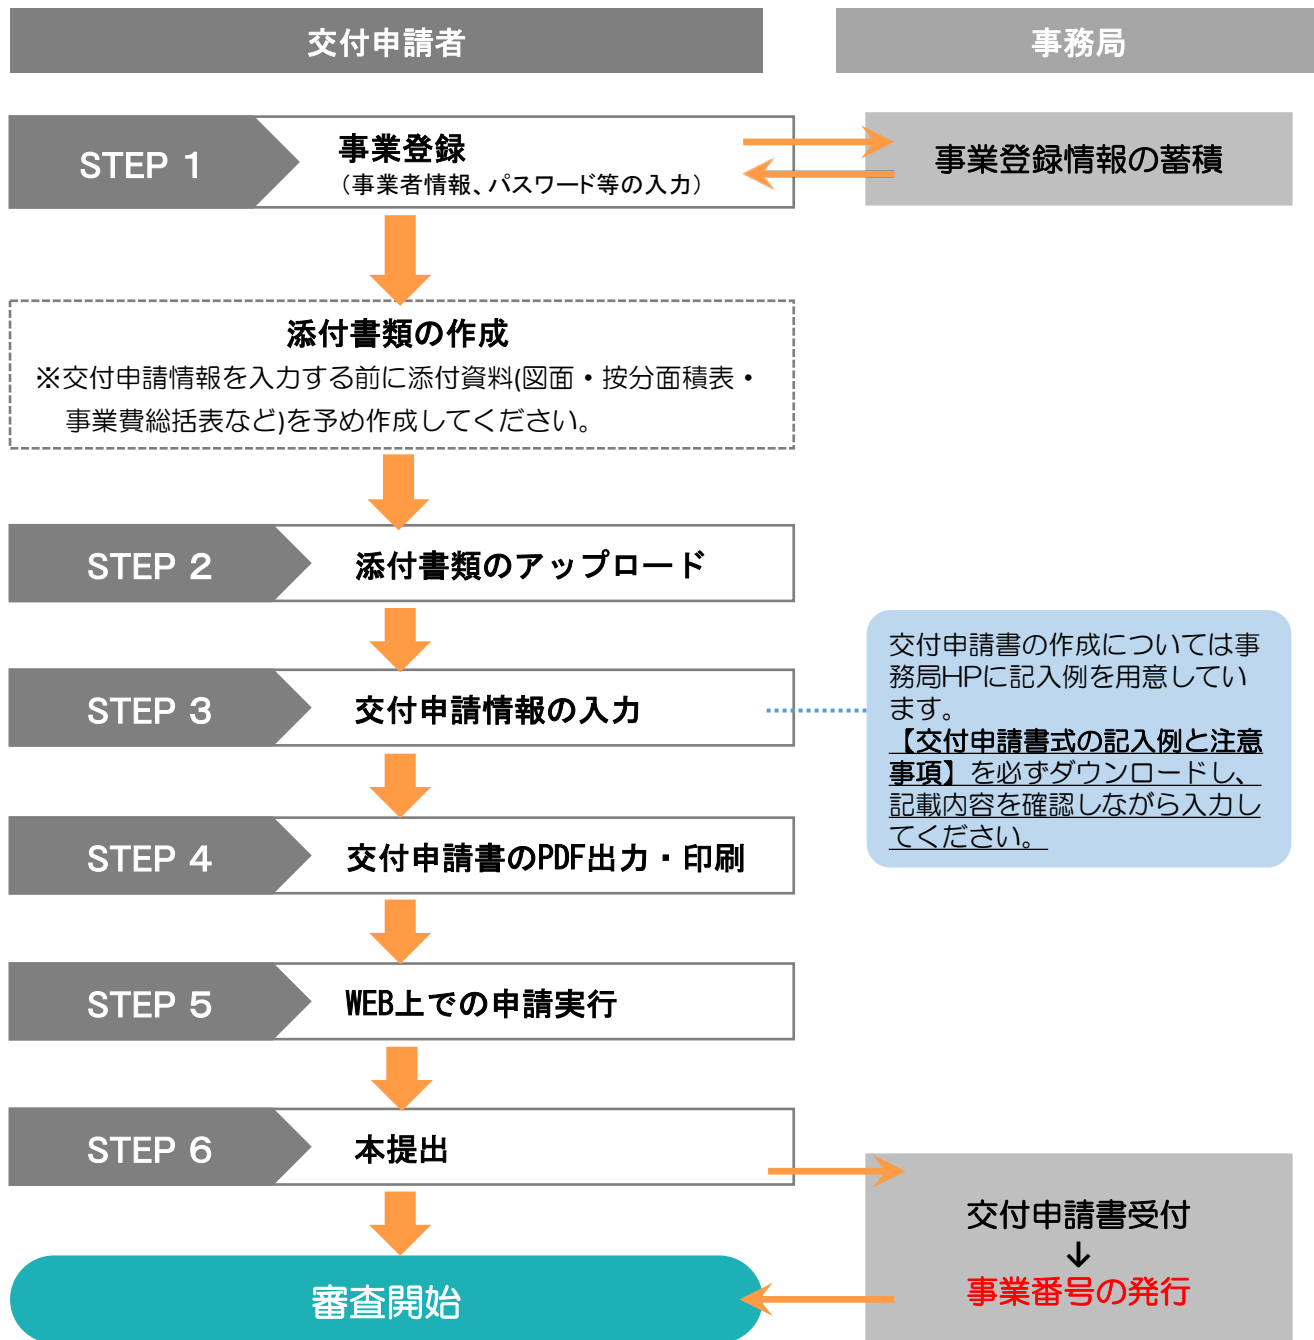 交付申請者
事務局
STEP 1
事業登録
（事業者情報、パスワード等の入力）
事業登録情報の蓄積
添付書類の作成
※交付申請情報を入力する前に添付資料(図面・按分面積表・
事業費総括表など)を予め作成してください。
STEP 2
添付書類のアップロード
STEP 3
交付申請情報の入力
交付申請書の作成については事
務局HPに記入例を用意してい
ます。
【交付申請書式の記入例と注意
事項】を必ずダウンロードし、
記載内容を確認しながら入力し
てください。
STEP 4
交付申請書のPDF出力・印刷
STEP 5
WEB上での申請実行
STEP 6
本提出
交付申請書受付
↓
事業番号の発行
審査開始